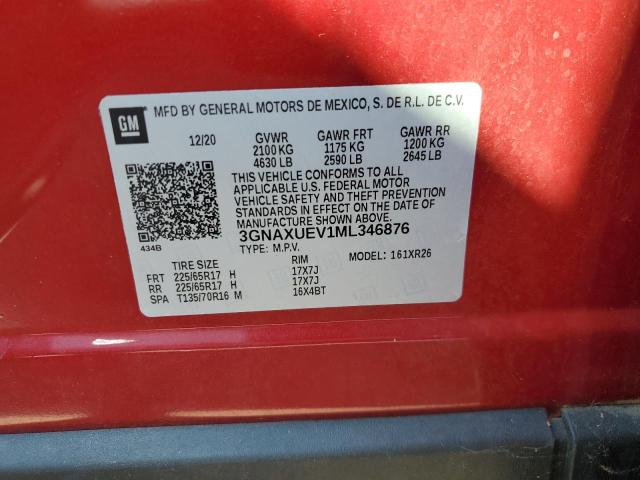 GM MFD BY GENERAL MOTORS DE MEXICO, S. DE R.L. DE C.V.
12/20 GVWR GAWR FRT GAWR RR
2100 KG 1175 KG 1200 KG
4630 LB 2590 LB 2645 LB
THIS VEHICLE CONFORMS TO ALL
APPLICABLE U.S. FEDERAL MOTOR
VEHICLE SAFETY AND THEFT PREVENTION
STANDARDS IN EFFECT ON THE DATE OF
MANUFACTURE SHOWN ABOVE.
434B 3GNAXUEV1ML346876
TYPE: M.P.V. MODEL: 161XR26
TIRE SIZE RIM
FRT 225/65R17 H 17X7J
RR 225/65R17 H 17X7J
SPA T135/70R16 M 16X4BT